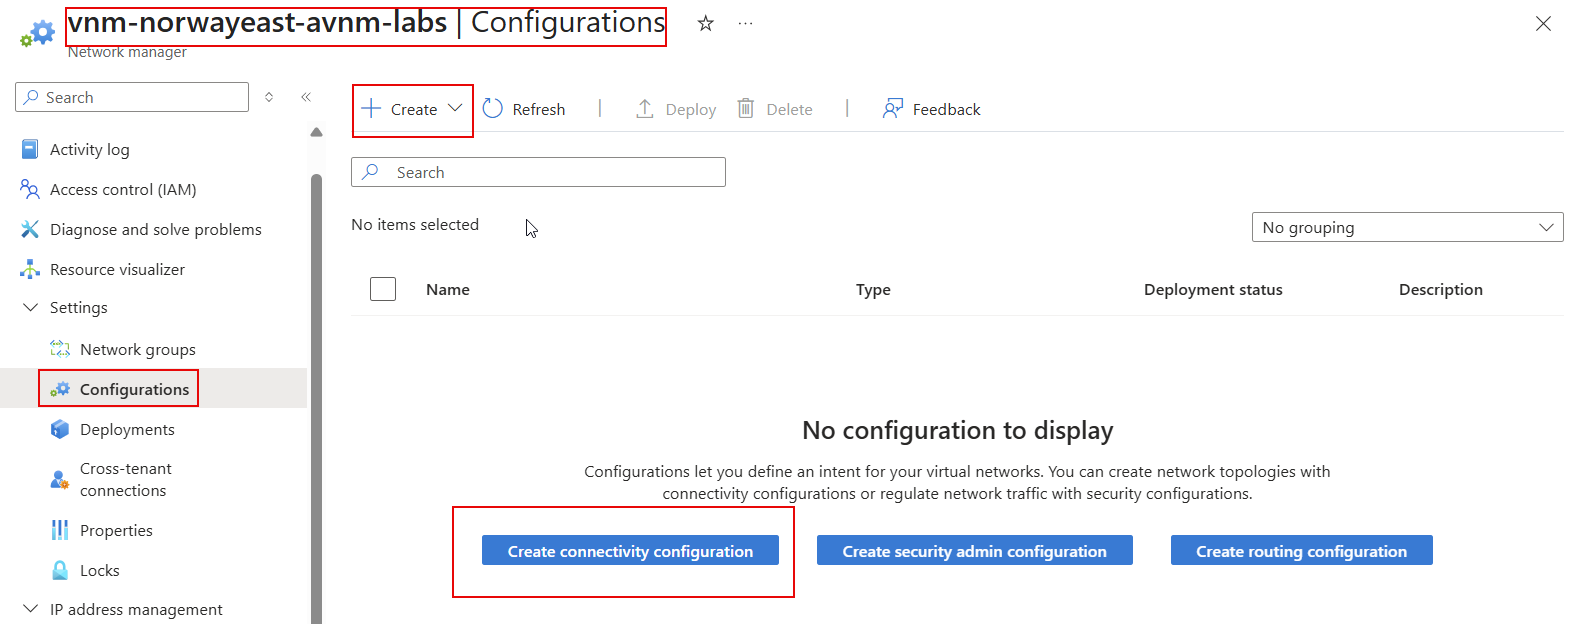 vnm-norwayeast-avnm-labs | Configurations
Network manager
Search
Activity log
Access control (IAM)
Diagnose and solve problems
Resource visualizer
Settings
Network groups
Configurations
Deployments
Cross-tenant
connections
Properties
Locks
IP address management
Create
Refresh
Deploy
Delete
Feedback
Search
No items selected
No grouping
Name
Type
Deployment status
Description
No configuration to display
Configurations let you define an intent for your virtual networks. You can create network topologies with
connectivity configurations or regulate network traffic with security configurations.
Create connectivity configuration
Create security admin configuration
Create routing configuration